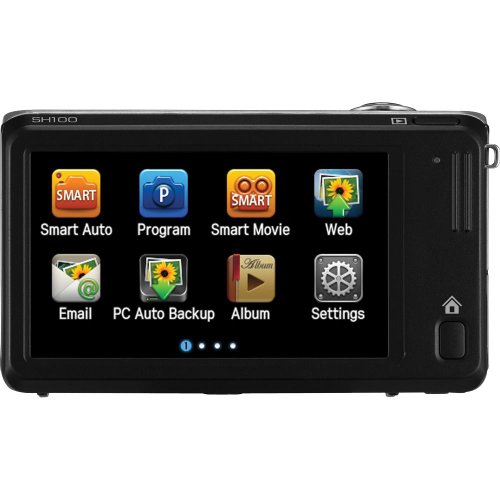 SH100
SMART
P
SMART
Smart Auto
Program
Smart Movie
Web
Album
Email
PC Auto Backup
Album
Settings
1